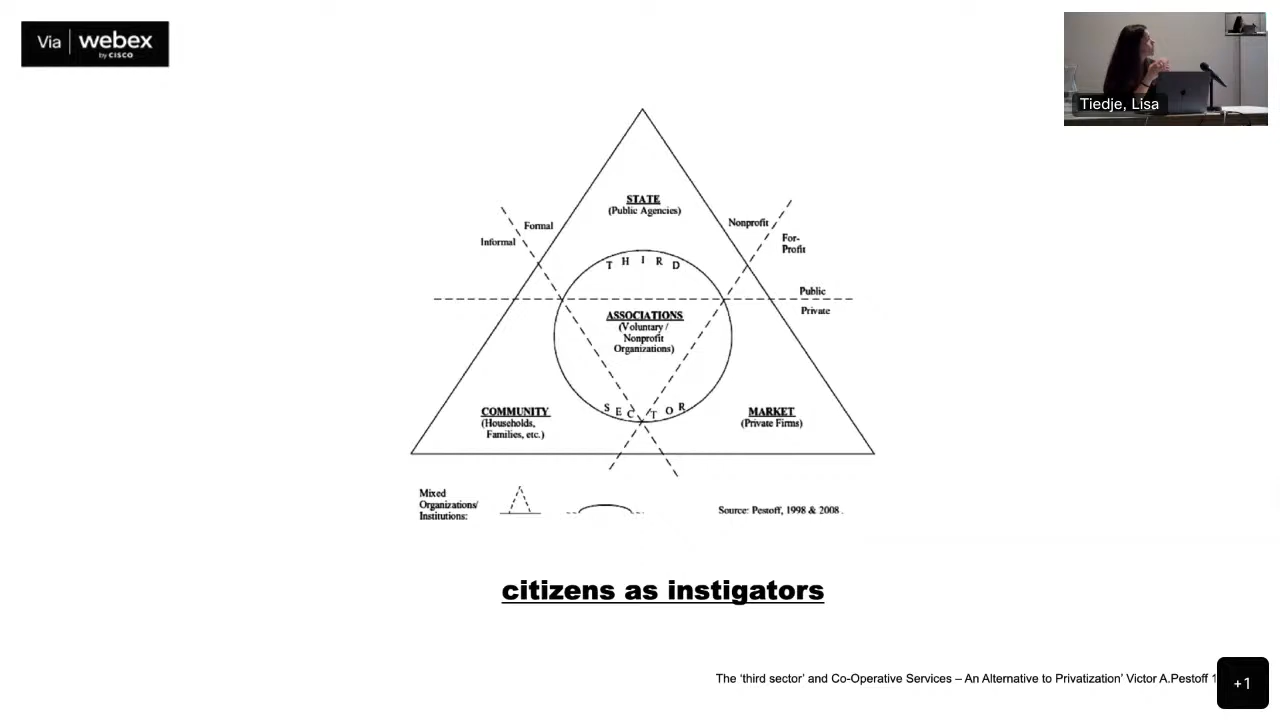 Via webex
by CISCO
Tiedje, Lisa
STATE
(Public Agencies)
Formal
Informal
Nonprofit
For-
Profit
THIRD
Public
Private
ASSOCIATIONS
(Voluntary /
Nonprofit
Organizations)
SECTOR
COMMUNITY
(Households,
Families, etc.)
MARKET
(Private Firms)
Mixed
Organizations/
Institutions:
Source: Pestoff, 1998 & 2008.
citizens as instigators
The ‘third sector’ and Co-Operative Services – An Alternative to Privatization’ Victor A.Pestoff
+1